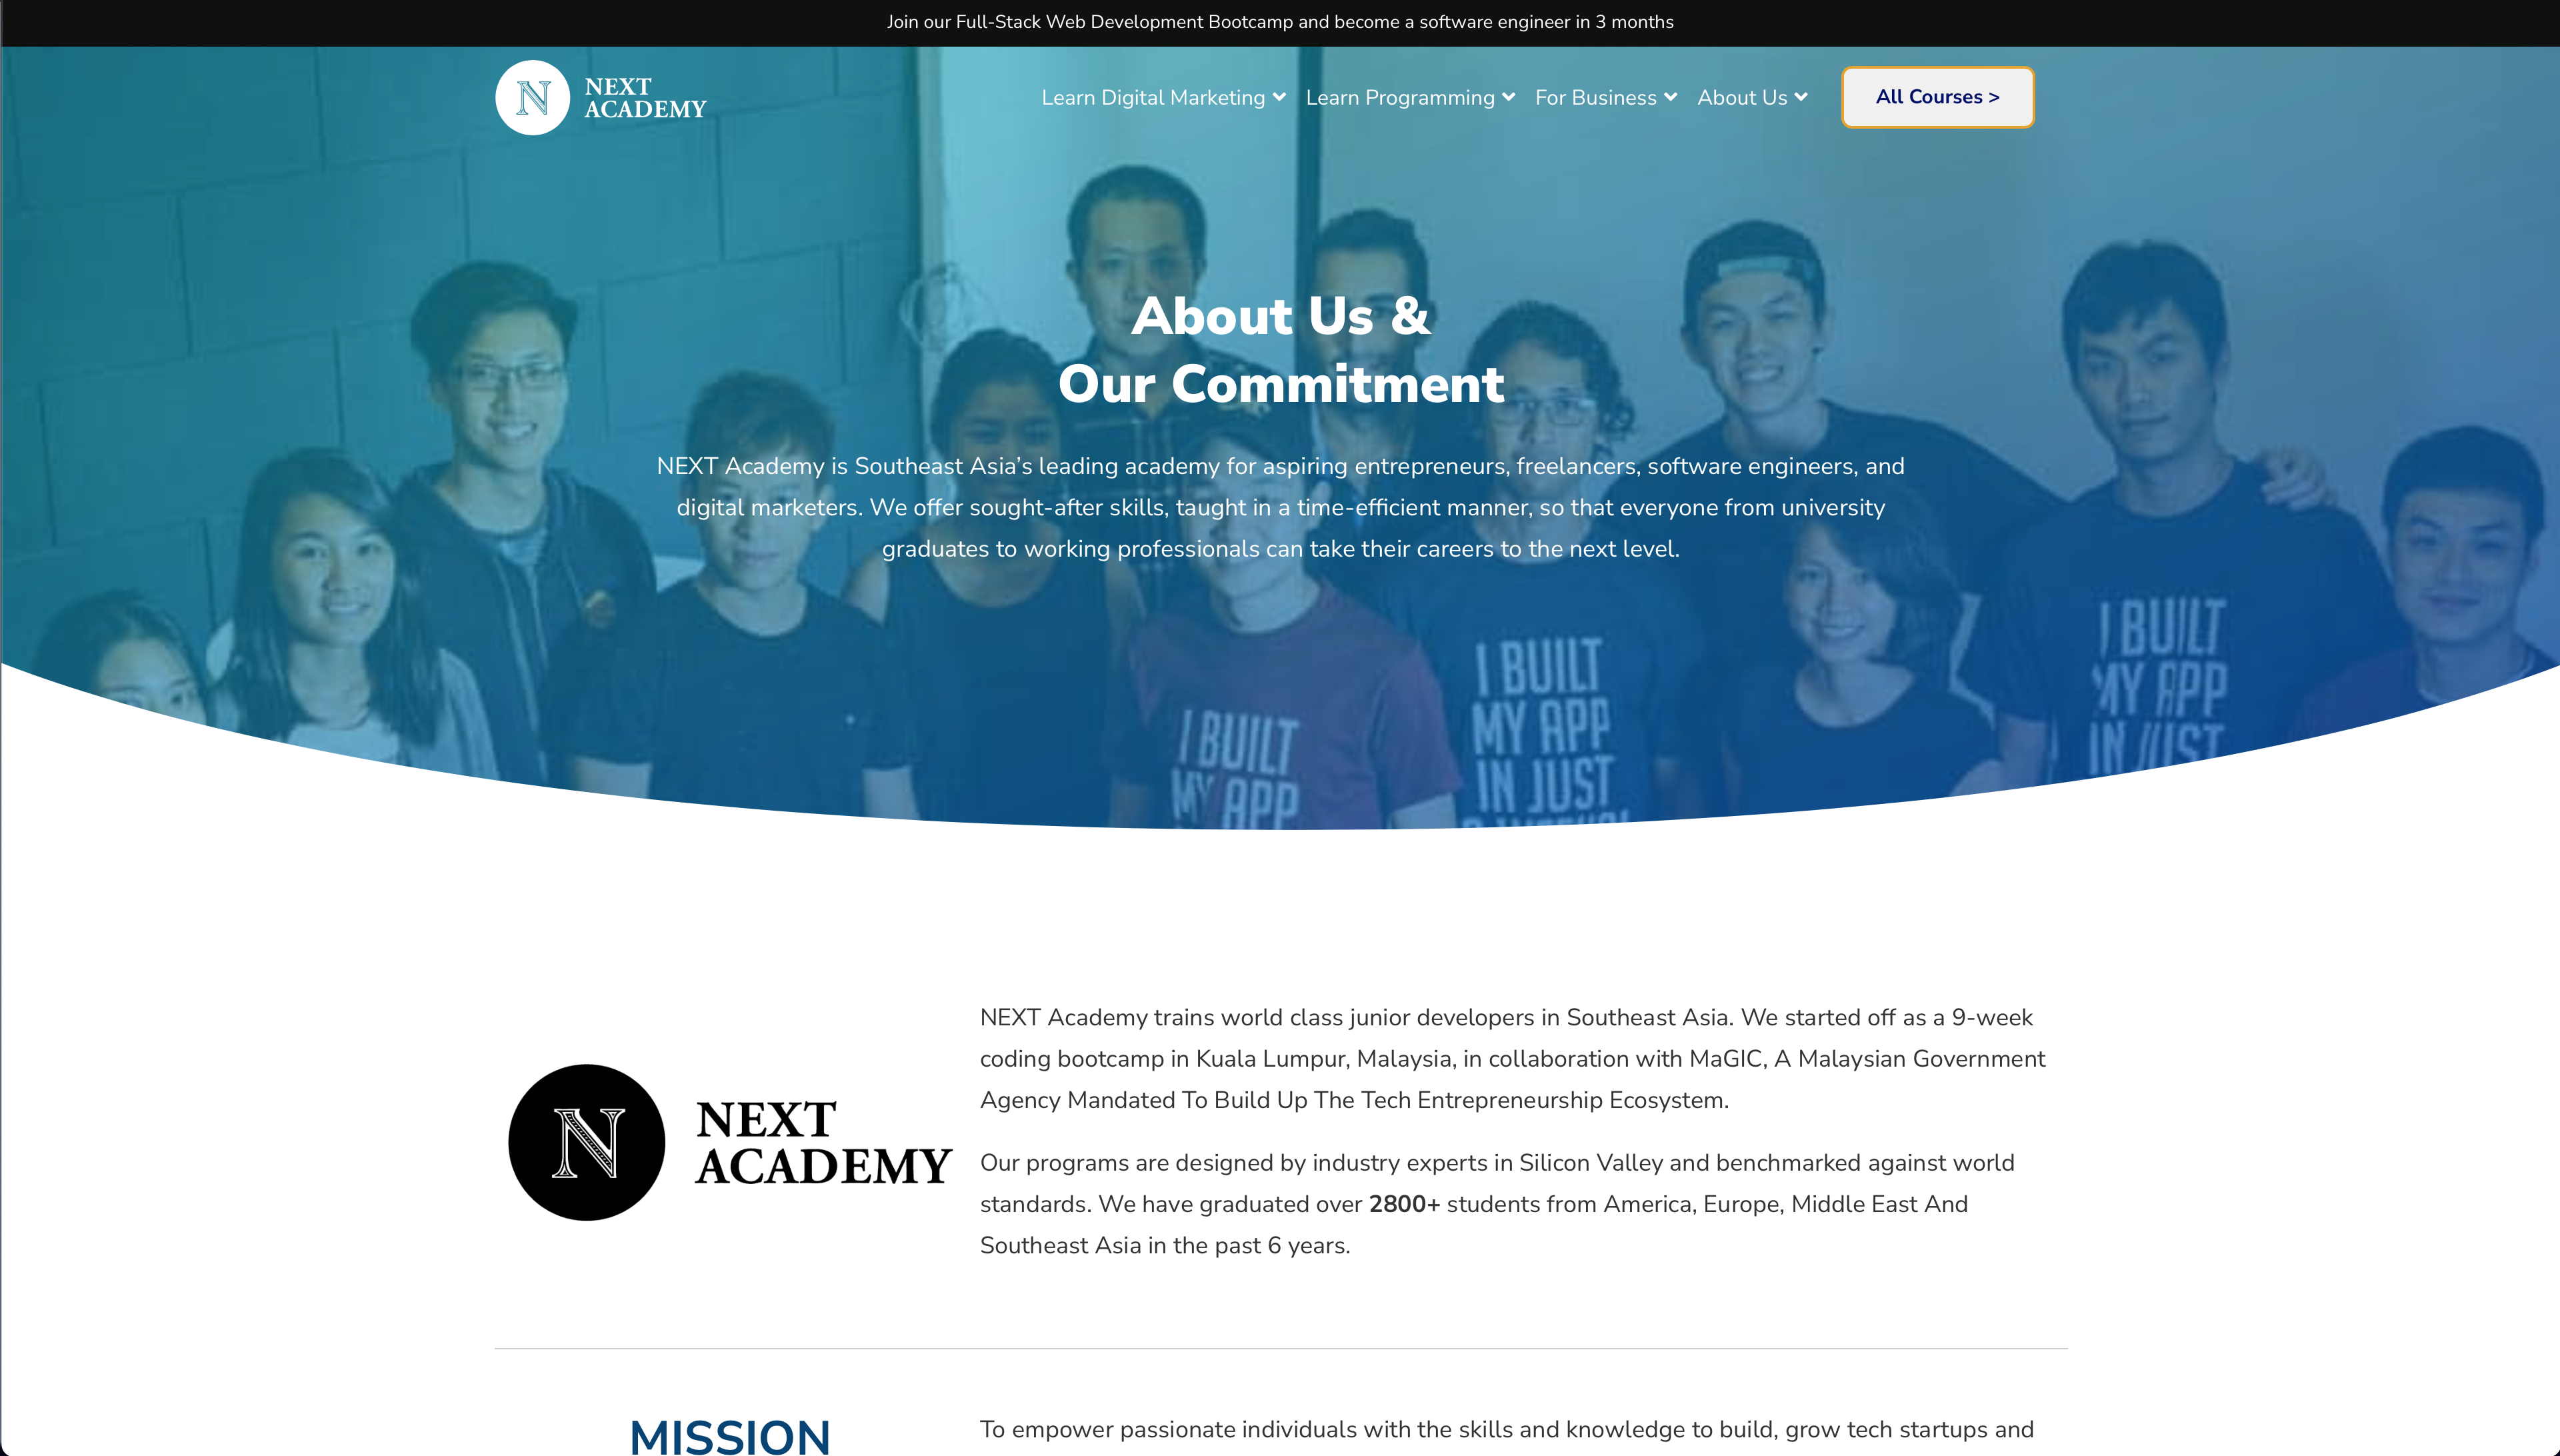 Join our Full-Stack Web Development Bootcamp and become a software engineer in 3 months
N
NEXT
ACADEMY
Learn Digital Marketing
Learn Programming
For Business
About Us
All Courses >
About Us &
Our Commitment
NEXT Academy is Southeast Asia’s leading academy for aspiring entrepreneurs, freelancers, software engineers, and
digital marketers. We offer sought-after skills, taught in a time-efficient manner, so that everyone from university
graduates to working professionals can take their careers to the next level.
I BUILT
MY APP
I BUILT
MY APP
IN JUST
I BUILT
MY APP
IN JUST
N
NEXT
ACADEMY
NEXT Academy trains world class junior developers in Southeast Asia. We started off as a 9-week
coding bootcamp in Kuala Lumpur, Malaysia, in collaboration with MaGIC, A Malaysian Government
Agency Mandated To Build Up The Tech Entrepreneurship Ecosystem.
Our programs are designed by industry experts in Silicon Valley and benchmarked against world
standards. We have graduated over 2800+ students from America, Europe, Middle East And
Southeast Asia in the past 6 years.
MISSION
To empower passionate individuals with the skills and knowledge to build, grow tech startups and